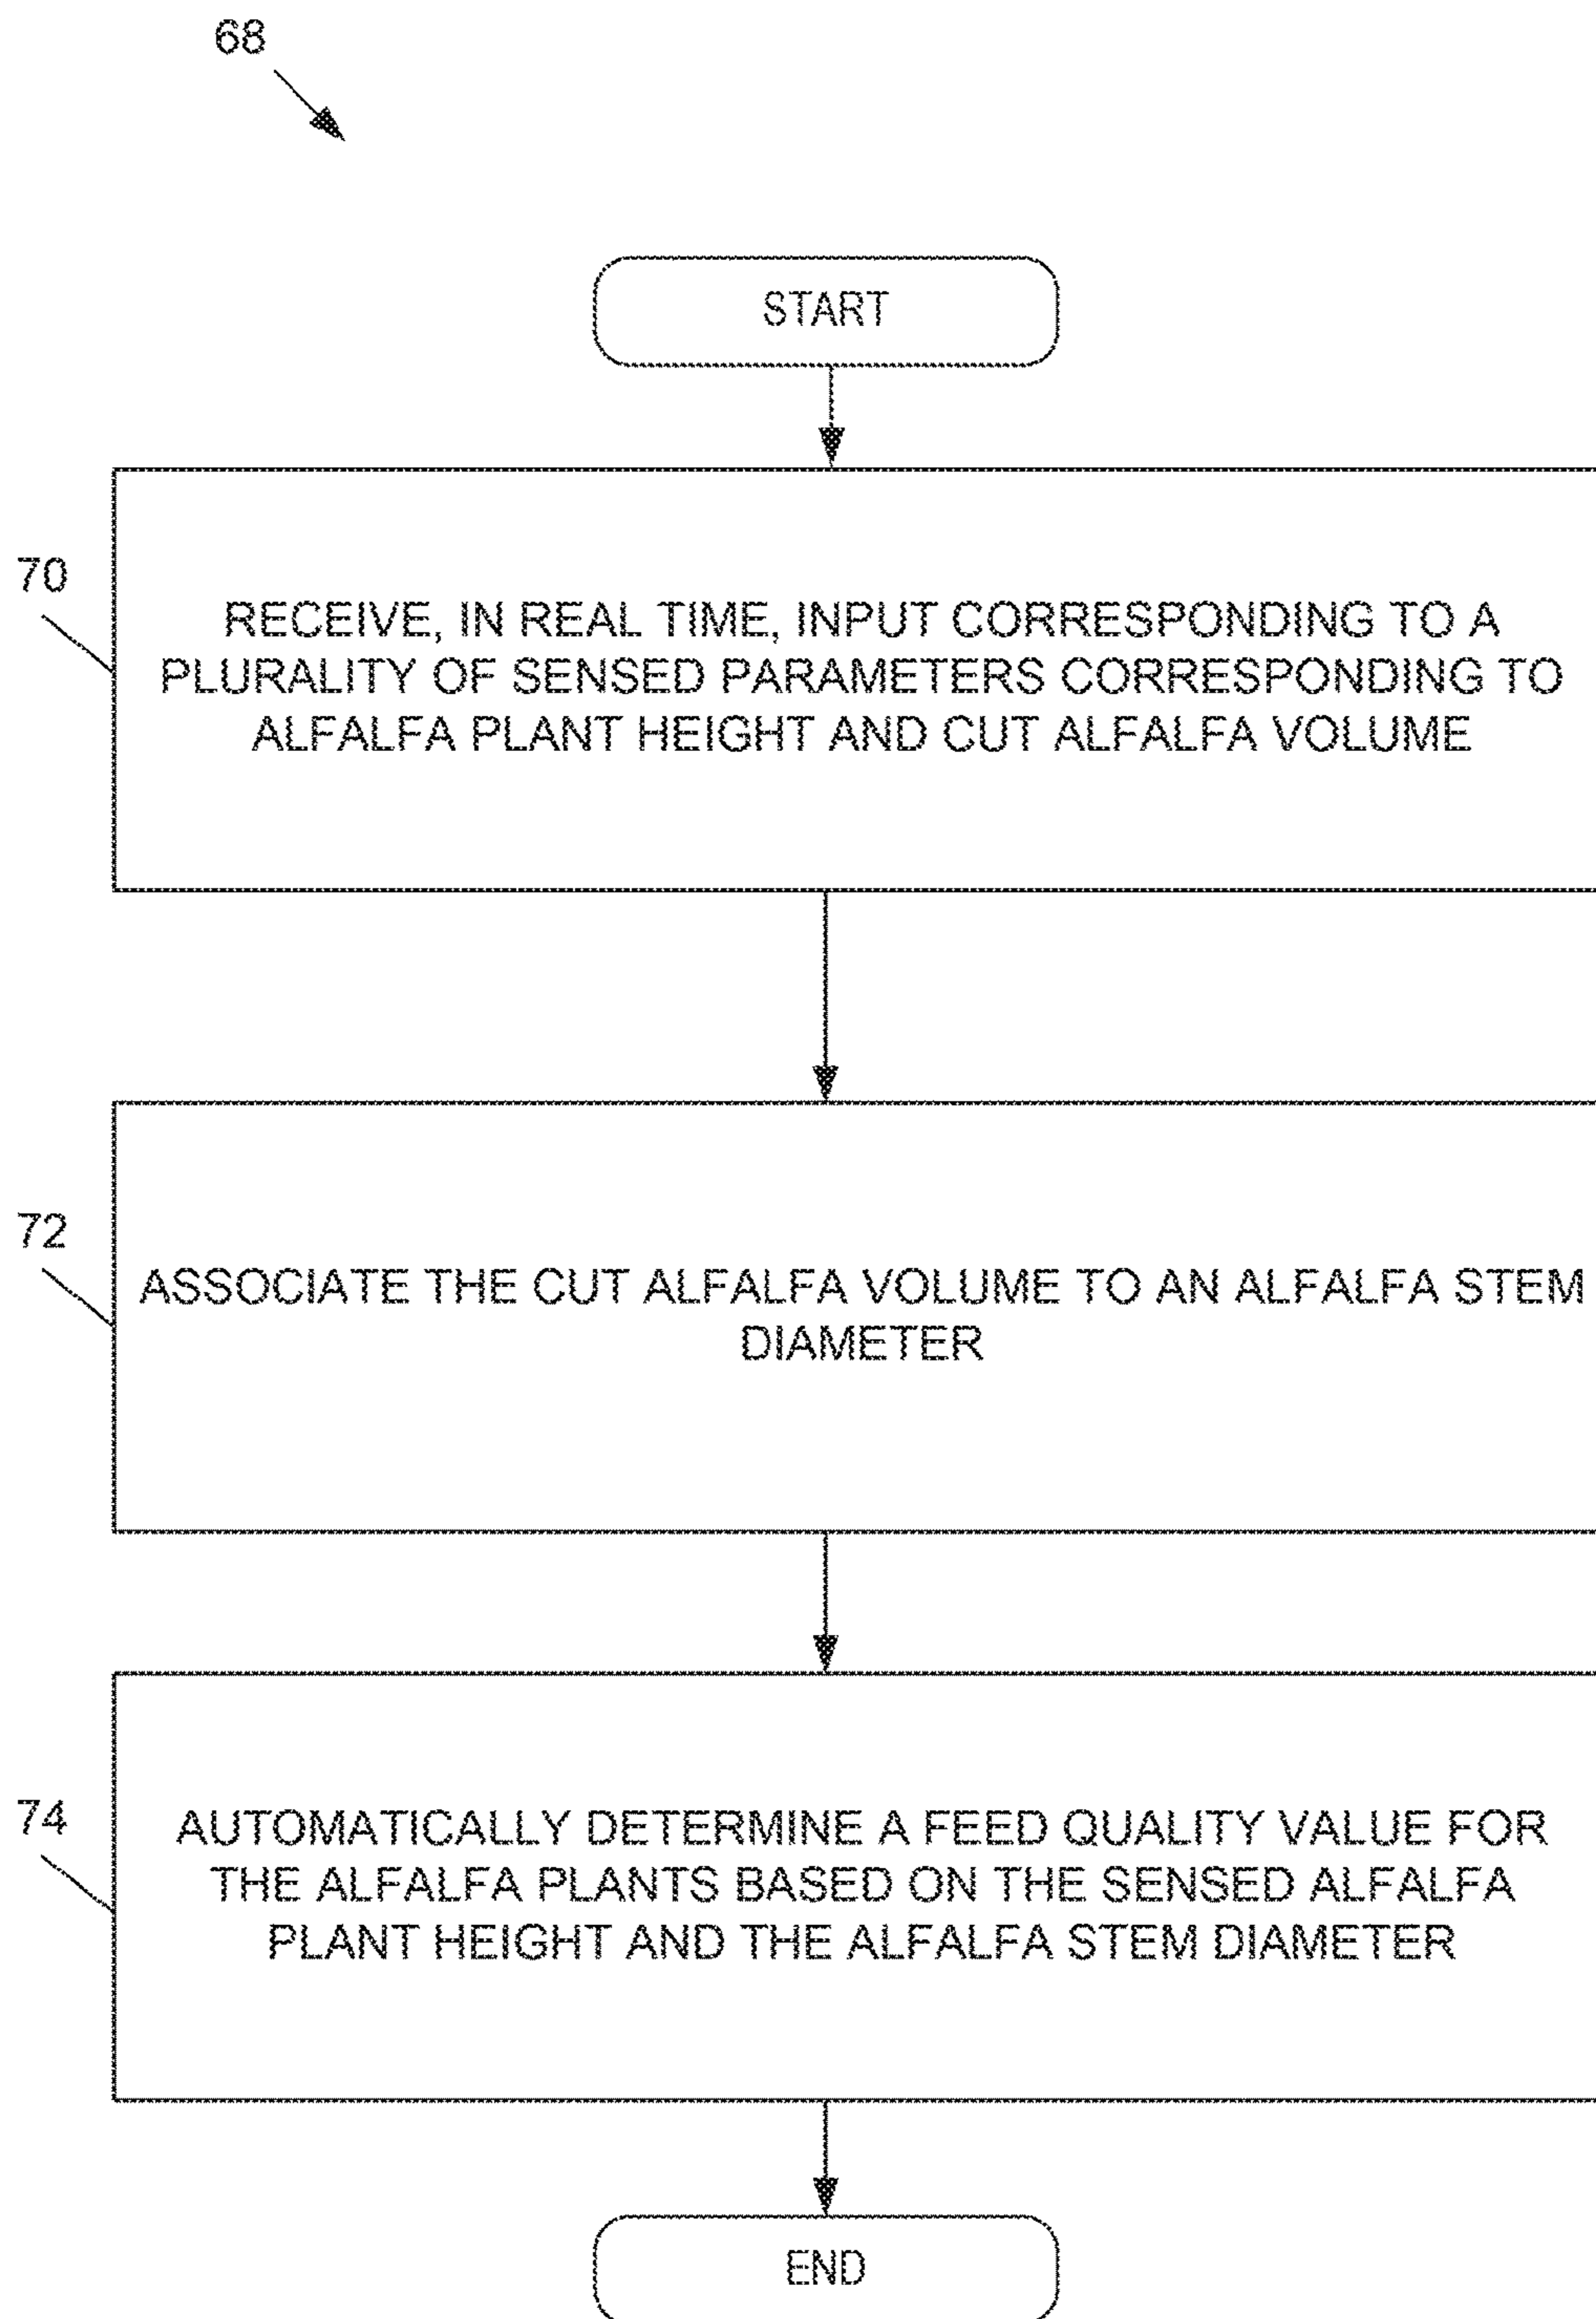 68
START
70
RECEIVE, IN REAL TIME, INPUT CORRESPONDING TO A
PLURALITY OF SENSED PARAMETERS CORRESPONDING TO
ALFALFA PLANT HEIGHT AND CUT ALFALFA VOLUME
72
ASSOCIATE THE CUT ALFALFA VOLUME TO AN ALFALFA STEM
DIAMETER
74
AUTOMATICALLY DETERMINE A FEED QUALITY VALUE FOR
THE ALFALFA PLANTS BASED ON THE SENSED ALFALFA
PLANT HEIGHT AND THE ALFALFA STEM DIAMETER
END